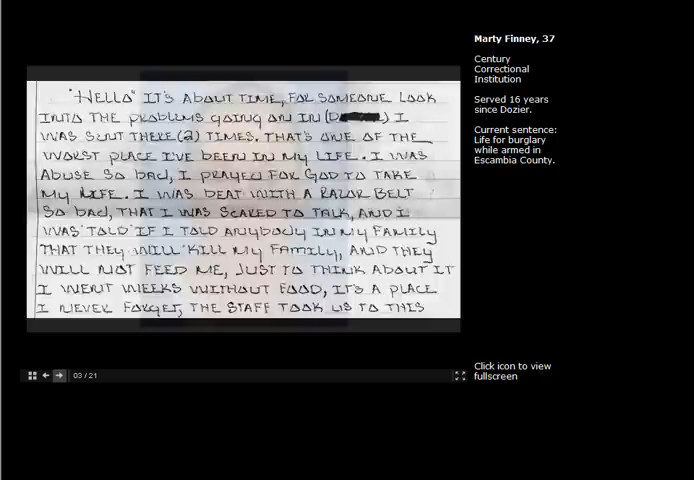 Marty Finney, 37
Century
Correctional
Institution
Served 16 years
since Dozier.
Current sentence:
Life for burglary
while armed in
Escambia County.
"HELLO" IT'S ABOUT TIME, FOR SOMEONE LOOK
INTO THE PROBLEMS GOING ON IN (D ) I
WAS SENT THERE (2) TIMES. THAT'S ONE OF THE
WORST PLACE I'VE BEEN IN MY LIFE. I WAS
ABUSE SO BAD, I PRAYED FOR GOD TO TAKE
MY LIFE. I WAS BEAT WITH A RAZOR BELT
SO BAD, THAT I WAS SCARED TO TALK, AND I
WAS "TOLD" IF I TOLD ANYBODY IN MY FAMILY
THAT THEY WILL KILL MY FAMILY, AND THEY
WILL NOT FEED ME, JUST TO THINK ABOUT IT
I WENT WEEKS WITHOUT FOOD, IT'S A PLACE
I NEVER FORGET, THE STAFF TOOK US TO THIS
03 / 21
Click icon to view
fullscreen